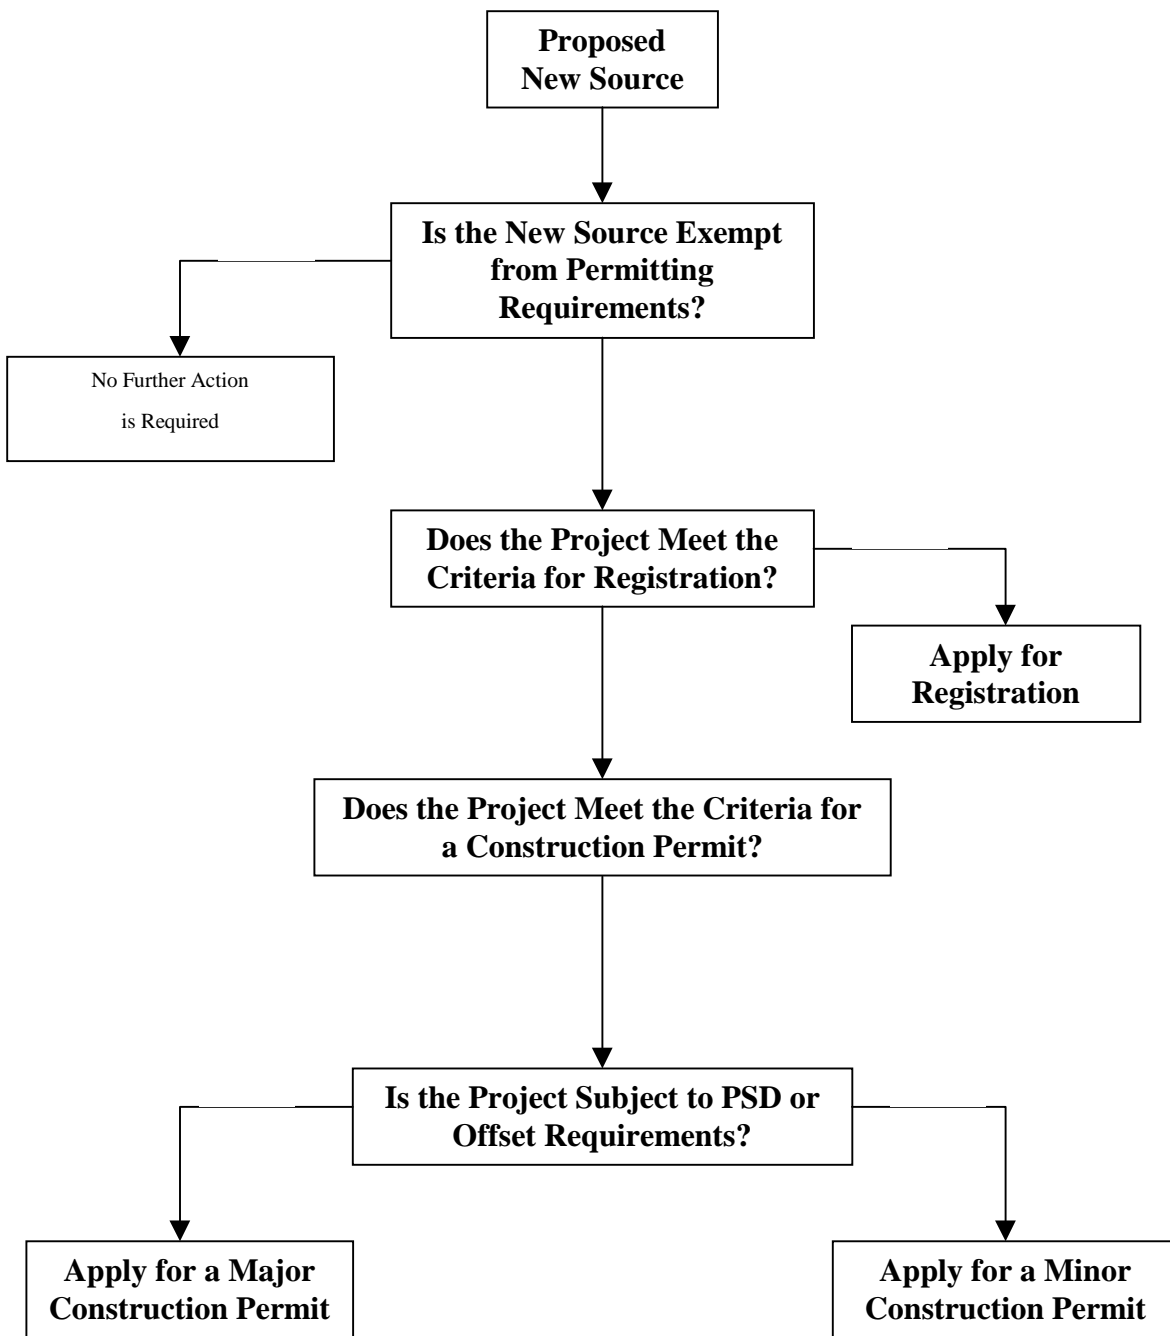 Proposed
New Source
Is the New Source Exempt
from Permitting
Requirements?
No Further Action
is Required
Does the Project Meet the
Criteria for Registration?
Apply for
Registration
Does the Project Meet the Criteria for
a Construction Permit?
Is the Project Subject to PSD or
Offset Requirements?
Apply for a Major
Construction Permit
Apply for a Minor
Construction Permit